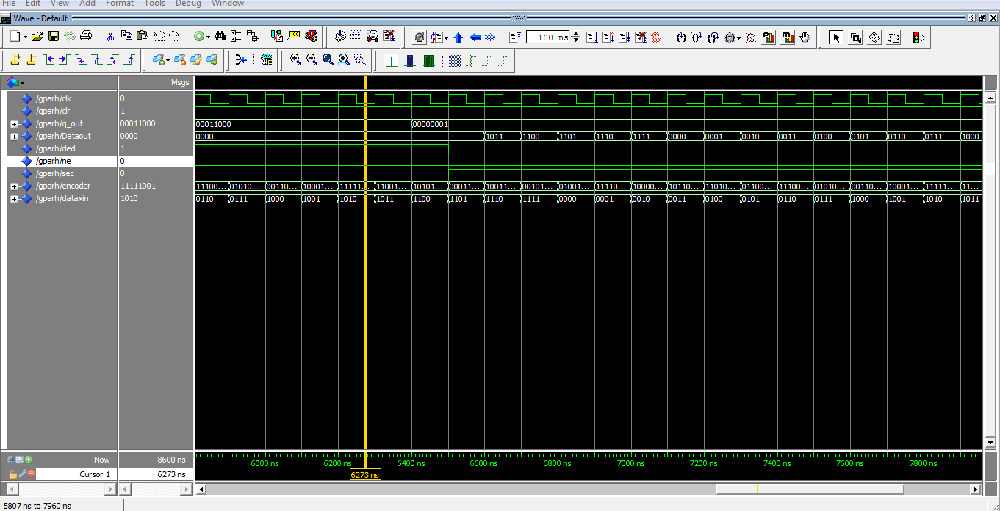 File Edit View Add Format Tools Debug Window
Wave - Default
100 ns
Msgs
/gparh/clk 0
/gparh/clr 1
/gparh/q_out 00011000 00011000 00000001
/gparh/Dataout 0000 0000 1011 1100 1101 1110 1111 0000 0001 0010 0011 0100 0101 0110 0111 1000
/gparh/ded 1
/gparh/ne 0
/gparh/sec 0
/gparh/encoder 11111001 11100... 01010... 00110... 10001... 11111... 11001... 10101... 00011... 10011... 00101... 01001... 11110... 10000... 10110... 11010... 01100... 11100... 01010... 00110... 10001... 11111... 11...
/gparh/dataxin 1010 0110 0111 1000 1001 1010 1011 1100 1101 1110 1111 0000 0001 0010 0011 0100 0101 0110 0111 1000 1001 1010 1011
Now 8600 ns
6000 ns 6200 ns 6400 ns 6600 ns 6800 ns 7000 ns 7200 ns 7400 ns 7600 ns 7800 ns
Cursor 1 6273 ns 6273 ns
5807 ns to 7960 ns